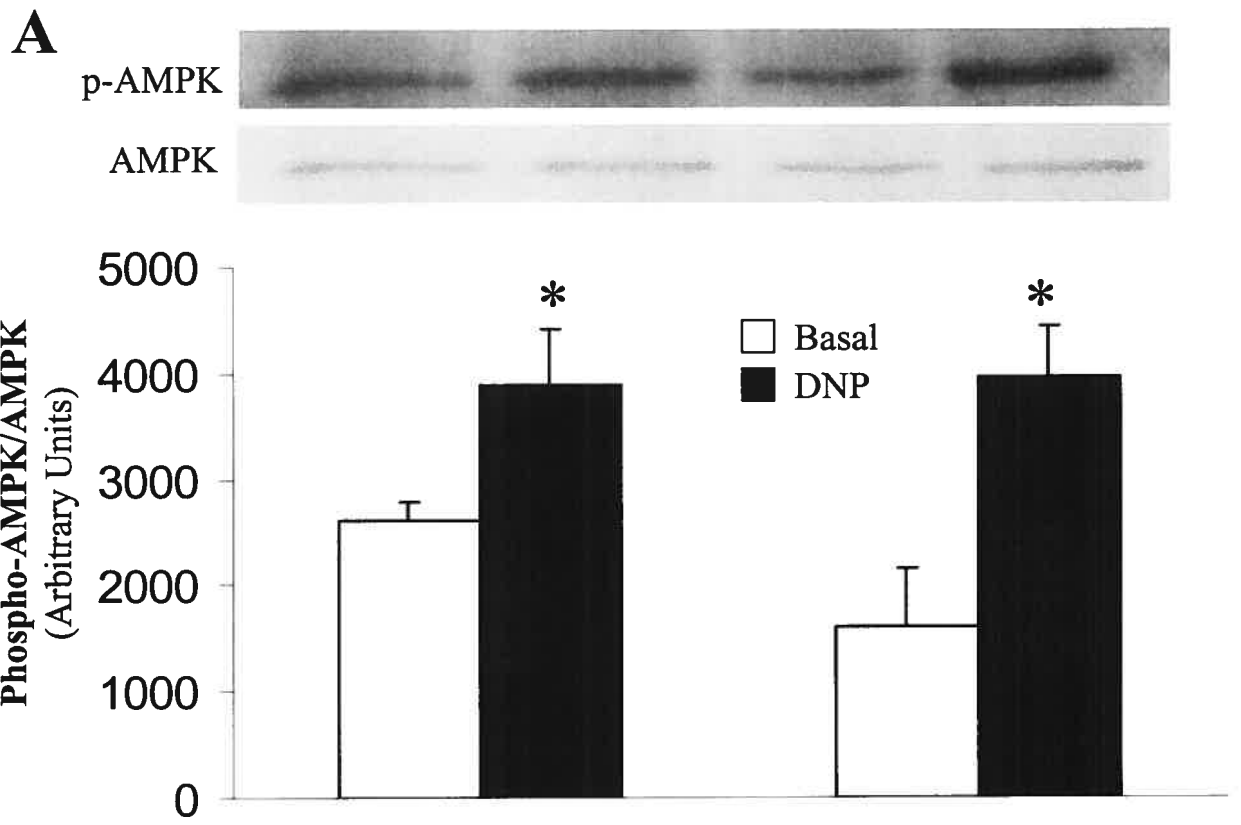 A
p-AMPK
AMPK
Phospho-AMPK/AMPK
(Arbitrary Units)
5000
4000
3000
2000
1000
0
*
*
Basal
DNP